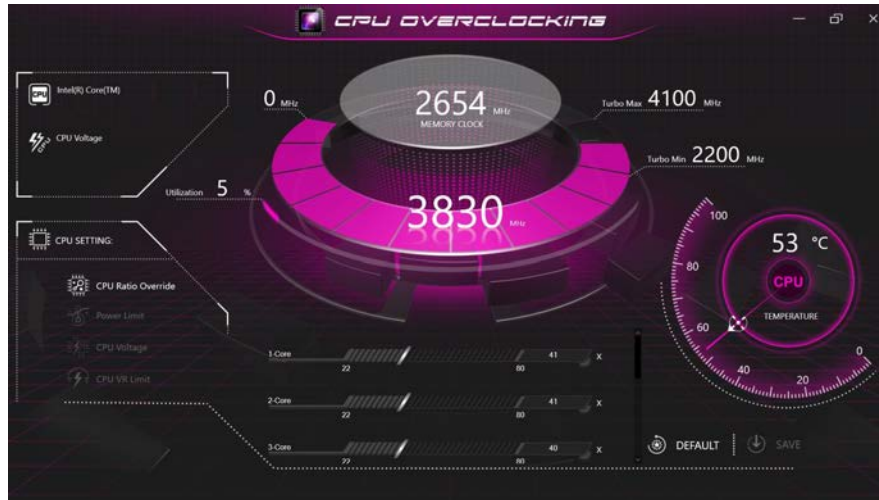 CPU OVERCLOCKING
Intel(R) Core(TM)
CPU Voltage
0 MHz
2654 MHz
MEMORY CLOCK
Turbo Max 4100 MHz
Turbo Min 2200 MHz
Utilization 5 %
3830 MHz
CPU SETTING:
CPU Ratio Override
Power Limit
CPU Voltage
CPU VR Limit
100
80
60
40
20
0
53 °C
CPU
TEMPERATURE
1-Core 41 X
22 80
2-Core 41 X
22 80
3-Core 40 X
22 80
DEFAULT
SAVE